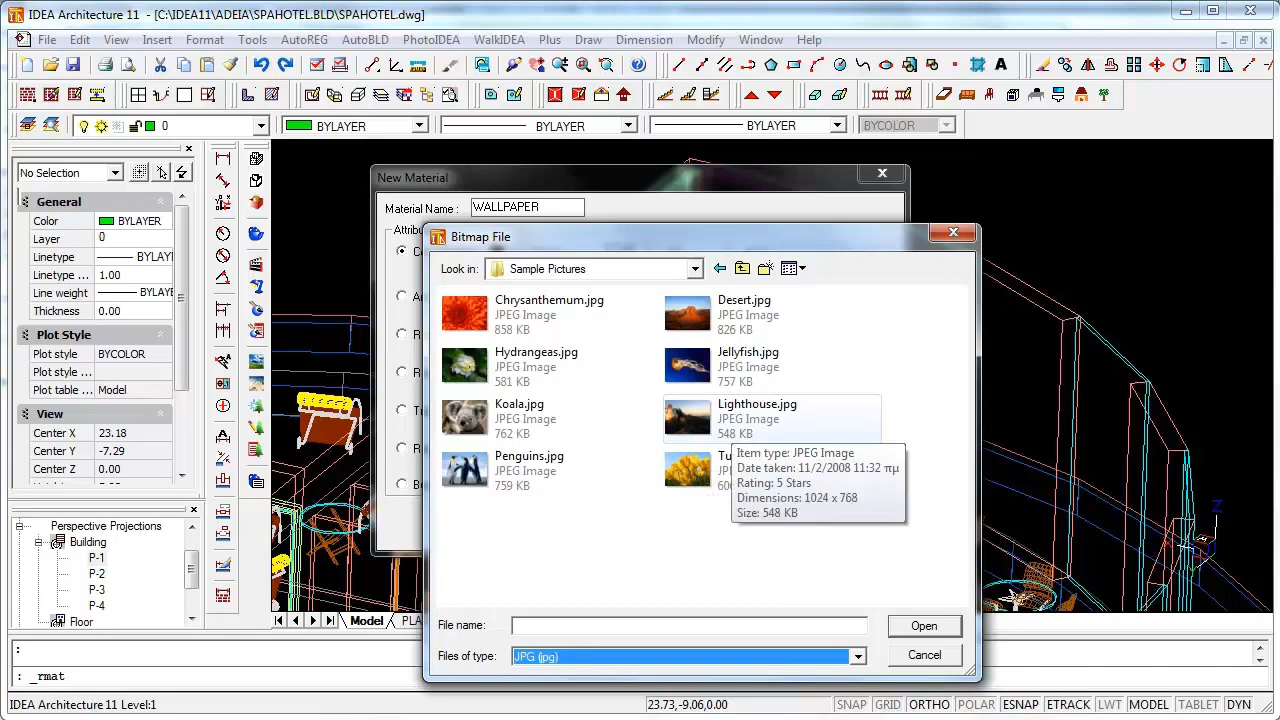 IDEA Architecture 11 - [C:\IDEA11\ADEIA\SPAHOTEL.BLD\SPAHOTEL.dwg]
File Edit View Insert Format Tools AutoREG AutoBLD PhotoIDEA WalkIDEA Plus Draw Dimension Modify Window Help
0 BYLAYER BYLAYER BYLAYER BYCOLOR
No Selection
General
Color BYLAYER
Layer 0
Linetype BYLAY
Linetype ... 1.00
Line weight BYLAYE
Thickness 0.00
Plot Style
Plot style BYCOLOR
Plot table ... Model
View
Center X 23.18
Center Y -7.29
Center Z 0.00
Perspective Projections
Building
P-1
P-2
P-3
P-4
Floor
New Material
Material Name : WALLPAPER
Attrib
Bitmap File
Look in: Sample Pictures
Chrysanthemum.jpg
JPEG Image
858 KB
Desert.jpg
JPEG Image
826 KB
Hydrangeas.jpg
JPEG Image
581 KB
Jellyfish.jpg
JPEG Image
757 KB
Koala.jpg
JPEG Image
762 KB
Lighthouse.jpg
JPEG Image
548 KB
Penguins.jpg
JPEG Image
759 KB
Item type: JPEG Image
Date taken: 11/2/2008 11:32 πμ
Rating: 5 Stars
Dimensions: 1024 x 768
Size: 548 KB
File name:
Open
Files of type: JPG (jpg)
Cancel
Z
Model PLA
:
: _rmat
IDEA Architecture 11 Level:1
23.73,-9.06,0.00 SNAP GRID ORTHO POLAR ESNAP ETRACK LWT MODEL TABLET DYN